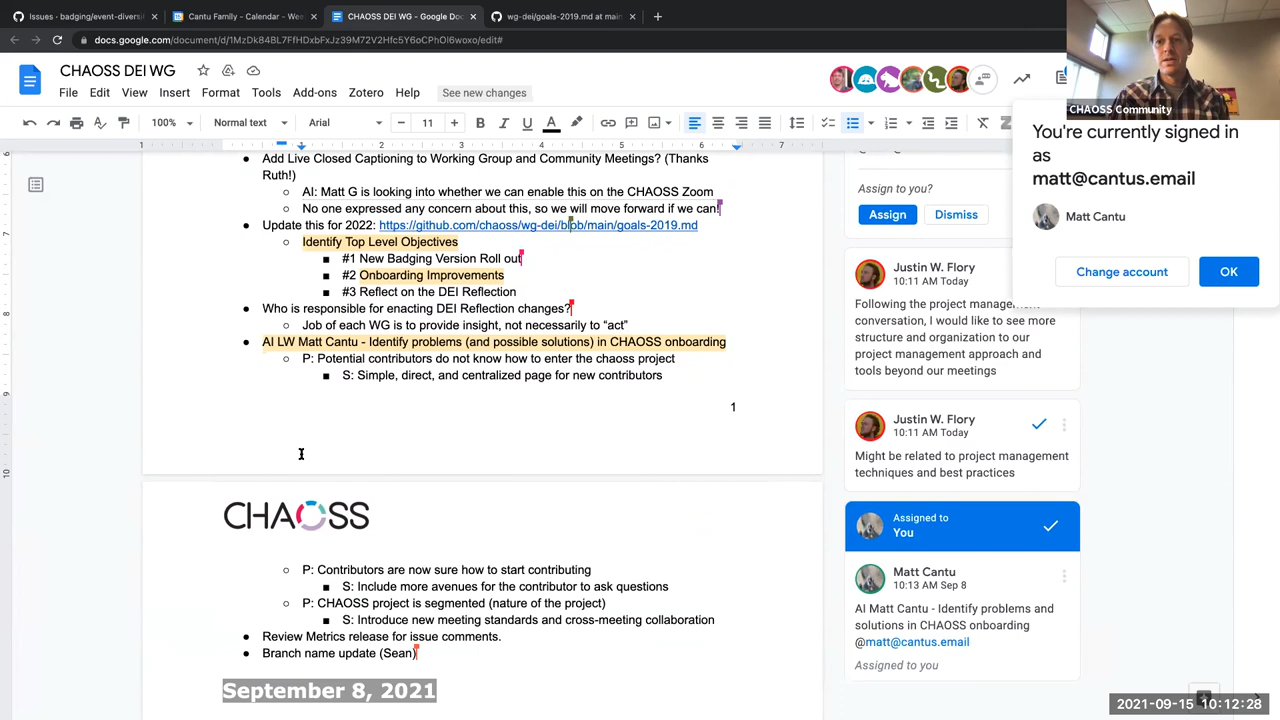 Issues · badging/event-diversi
Cantu Family - Calendar - Wee
CHAOSS DEI WG - Google Doc
wg-dei/goals-2019.md at main
docs.google.com/document/d/1MzDk84BL7FfHDxbFxJz39M72V2Hfc5Y6oCPhOl6woxo/edit#
CHAOSS DEI WG
File Edit View Insert Format Tools Add-ons Zotero Help See new changes
100% Normal text Arial 11
CHAOSS Community
You're currently signed in
as
matt@cantus.email
Matt Cantu
Change account OK
1 2 3 4 5 6 7
Add Live Closed Captioning to Working Group and Community Meetings? (Thanks
Ruth!)
AI: Matt G is looking into whether we can enable this on the CHAOSS Zoom
No one expressed any concern about this, so we will move forward if we can!
Update this for 2022: https://github.com/chaoss/wg-dei/blob/main/goals-2019.md
Identify Top Level Objectives
#1 New Badging Version Roll out
#2 Onboarding Improvements
#3 Reflect on the DEI Reflection
Who is responsible for enacting DEI Reflection changes?
Job of each WG is to provide insight, not necessarily to “act”
AI LW Matt Cantu - Identify problems (and possible solutions) in CHAOSS onboarding
P: Potential contributors do not know how to enter the chaoss project
S: Simple, direct, and centralized page for new contributors
1
CHAOSS
P: Contributors are now sure how to start contributing
S: Include more avenues for the contributor to ask questions
P: CHAOSS project is segmented (nature of the project)
S: Introduce new meeting standards and cross-meeting collaboration
Review Metrics release for issue comments.
Branch name update (Sean)
September 8, 2021
Assign to you?
Assign Dismiss
Justin W. Flory
10:11 AM Today
Following the project management
conversation, I would like to see more
structure and organization to our
project management approach and
tools beyond our meetings
Justin W. Flory
10:11 AM Today
Might be related to project management
techniques and best practices
Assigned to
You
Matt Cantu
10:13 AM Sep 8
AI Matt Cantu - Identify problems and
solutions in CHAOSS onboarding
@matt@cantus.email
Assigned to you
2021-09-15 10:12:28